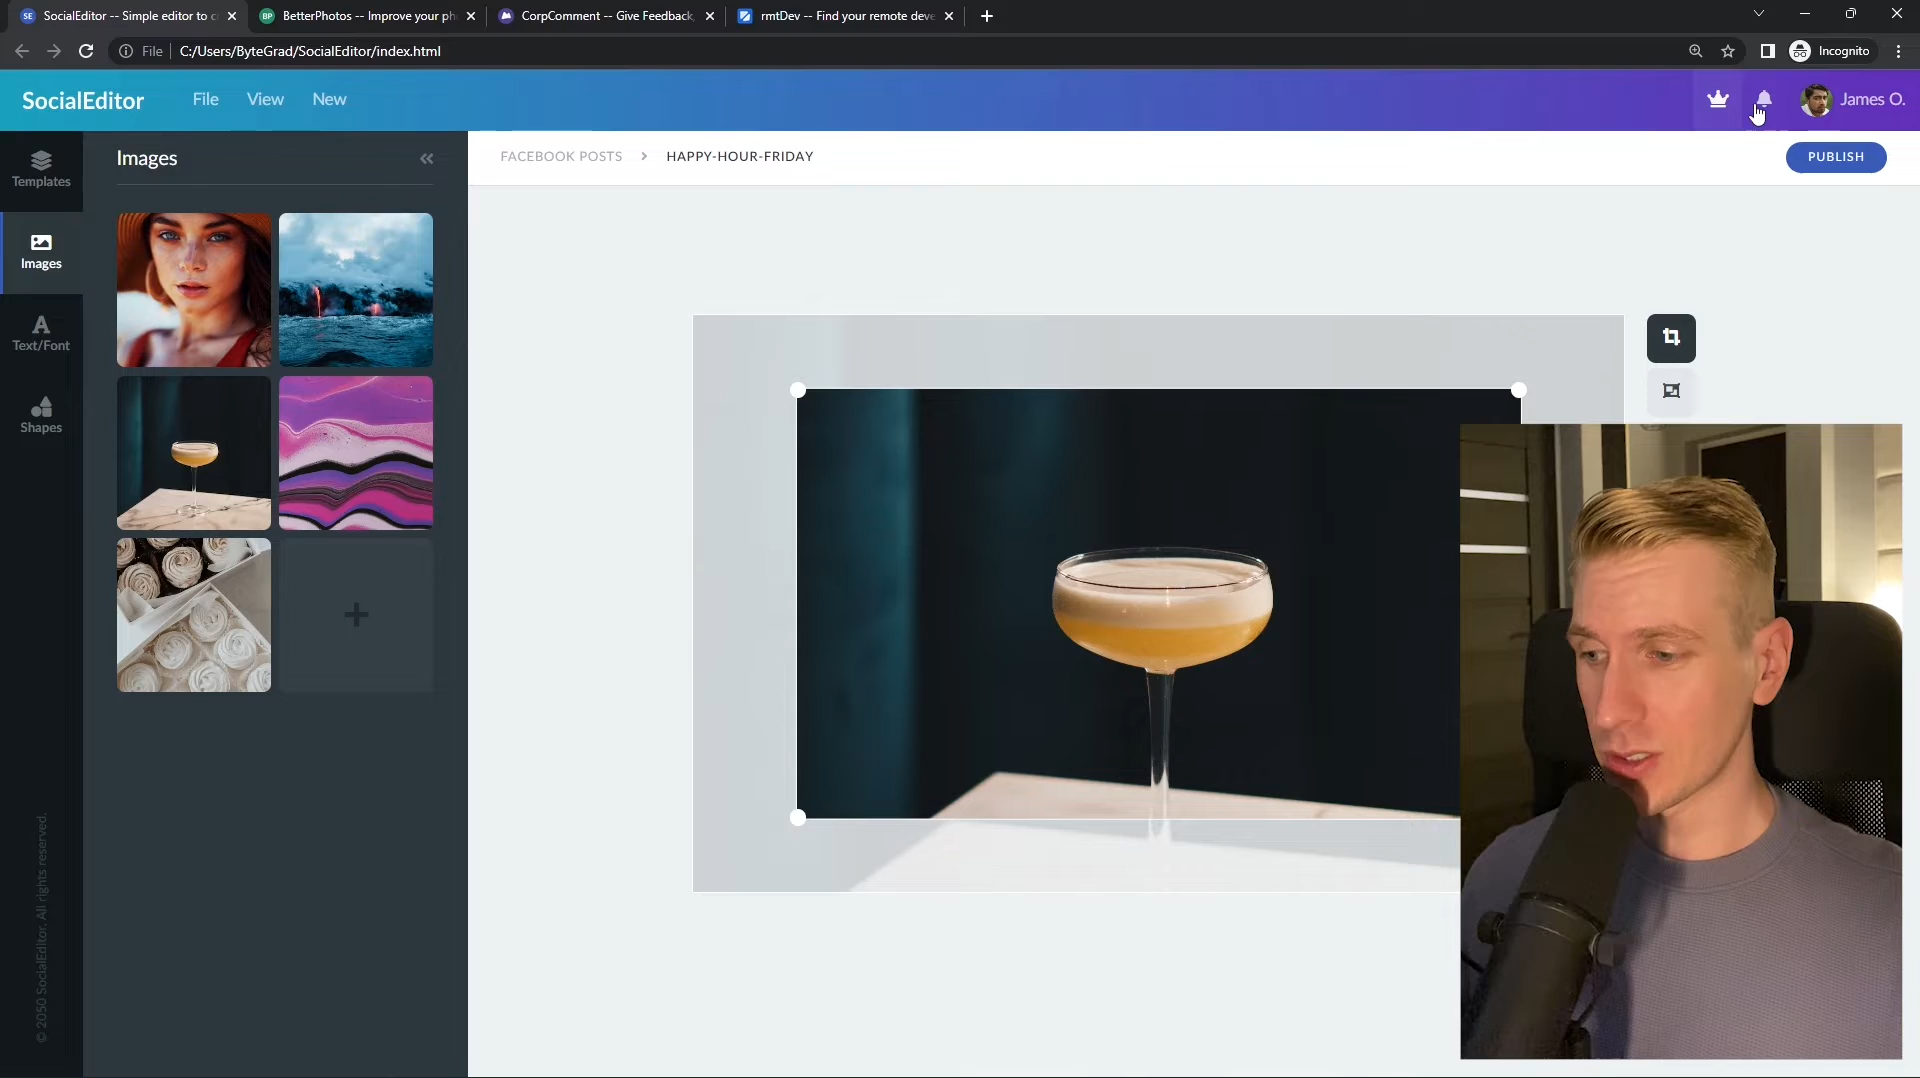 SE SocialEditor -- Simple editor to c
BP BetterPhotos -- Improve your ph
CorpComment -- Give Feedback,
rmtDev -- Find your remote deve
File C:/Users/ByteGrad/SocialEditor/index.html
Incognito
SocialEditor File View New
James O.
Templates
Images
Text/Font
Shapes
© 2050 SocialEditor. All rights reserved.
Images
FACEBOOK POSTS > HAPPY-HOUR-FRIDAY
PUBLISH